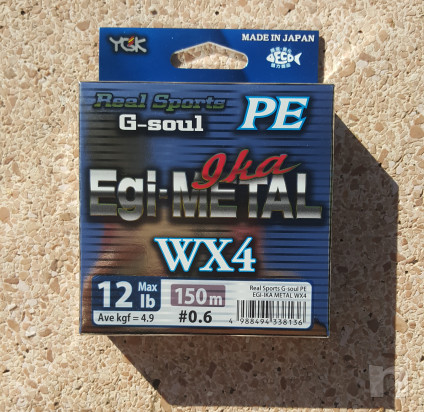 YGK
MADE IN JAPAN
Real Sports
G-soul
PE
Ika
Egi-METAL
WX4
12 Max lb
Ave kgf = 4.9
150m
#0.6
Real Sports G-soul PE
EGI-IKA METAL WX4
4 988494 338136